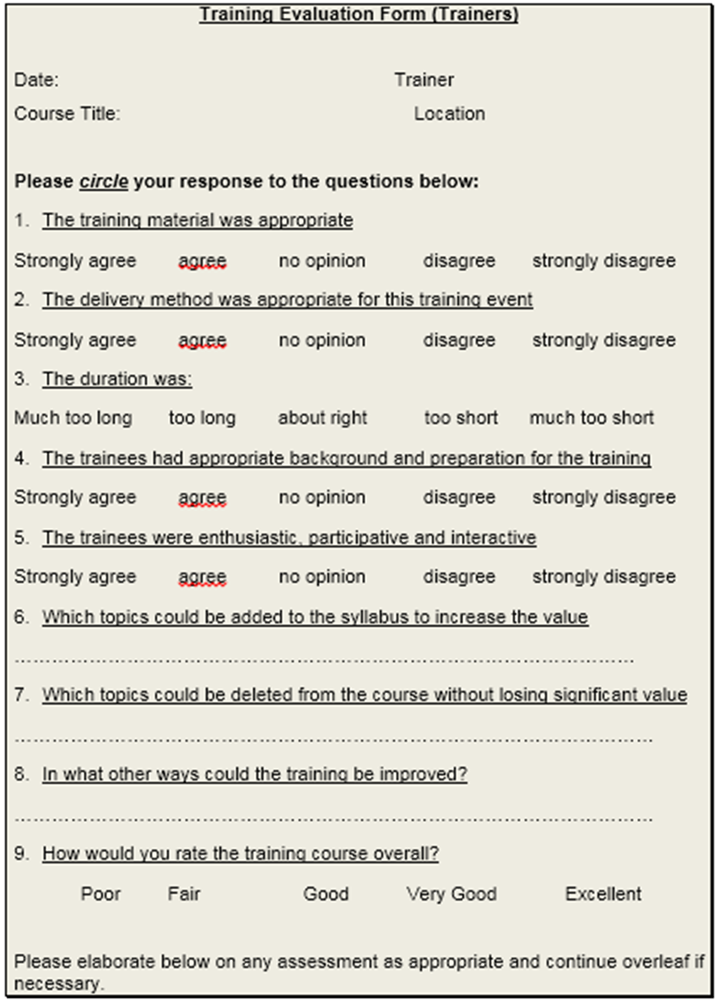 Training Evaluation Form (Trainers)
Date: Trainer
Course Title: Location
Please circle your response to the questions below:
1. The training material was appropriate
Strongly agree agree no opinion disagree strongly disagree
2. The delivery method was appropriate for this training event
Strongly agree agree no opinion disagree strongly disagree
3. The duration was:
Much too long too long about right too short much too short
4. The trainees had appropriate background and preparation for the training
Strongly agree agree no opinion disagree strongly disagree
5. The trainees were enthusiastic, participative and interactive
Strongly agree agree no opinion disagree strongly disagree
6. Which topics could be added to the syllabus to increase the value
7. Which topics could be deleted from the course without losing significant value
8. In what other ways could the training be improved?
9. How would you rate the training course overall?
Poor Fair Good Very Good Excellent
Please elaborate below on any assessment as appropriate and continue overleaf if
necessary.